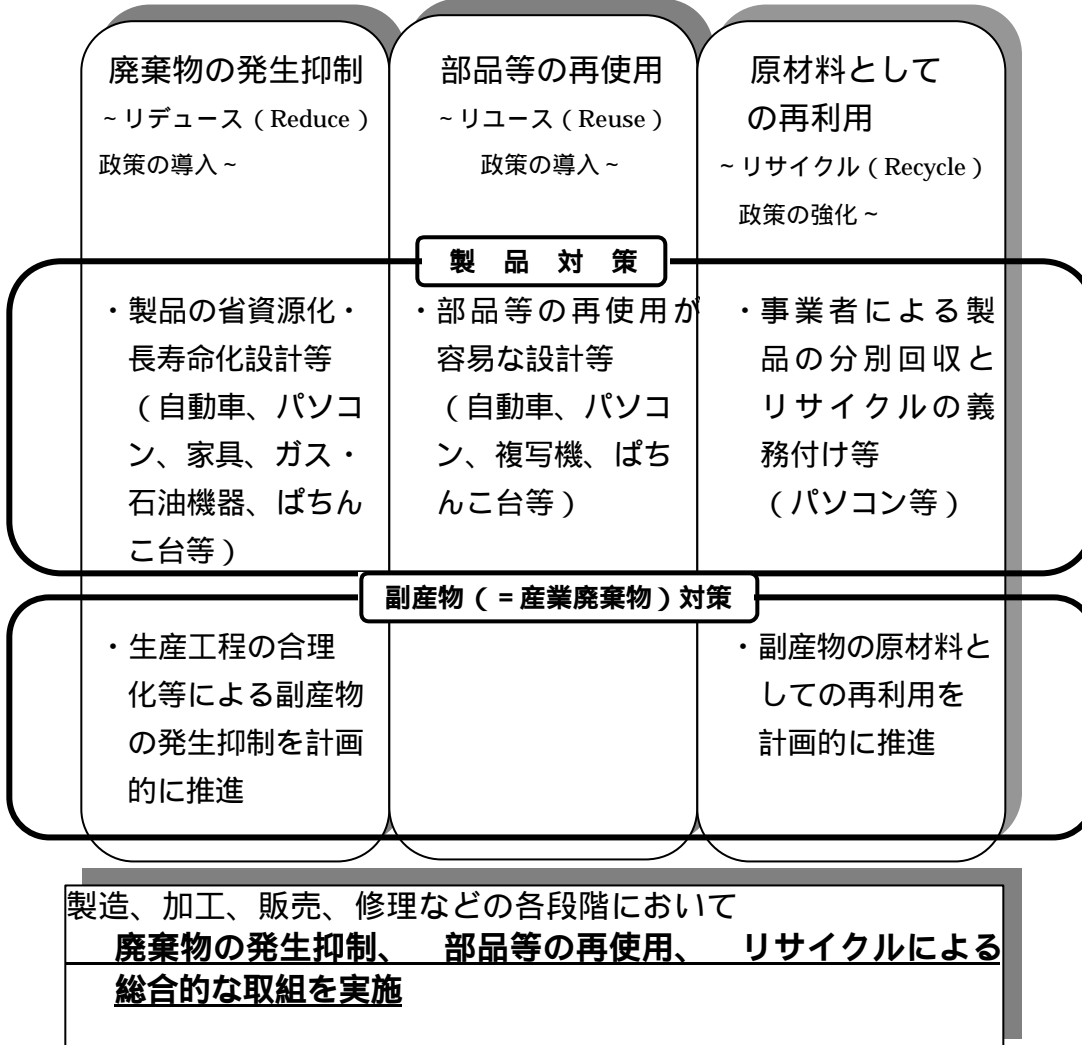 廃棄物の発生抑制
~リデュース(Reduce)
政策の導入~
部品等の再使用
~リユース(Reuse)
政策の導入~
原材料として
の再利用
~リサイクル(Recycle)
政策の強化~
製品対策
・製品の省資源化・
長寿命化設計等
(自動車、パソコ
ン、家具、ガス・
石油機器、ぱちん
こ台等)
・部品等の再使用が
容易な設計等
(自動車、パソコ
ン、複写機、ぱち
んこ台等)
・事業者による製
品の分別回収と
リサイクルの義
務付け等
(パソコン等)
副産物(=産業廃棄物)対策
・生産工程の合理
化等による副産物
の発生抑制を計画
的に推進
・副産物の原材料と
しての再利用を
計画的に推進
製造、加工、販売、修理などの各段階において
廃棄物の発生抑制、 部品等の再使用、 リサイクルによる
総合的な取組を実施